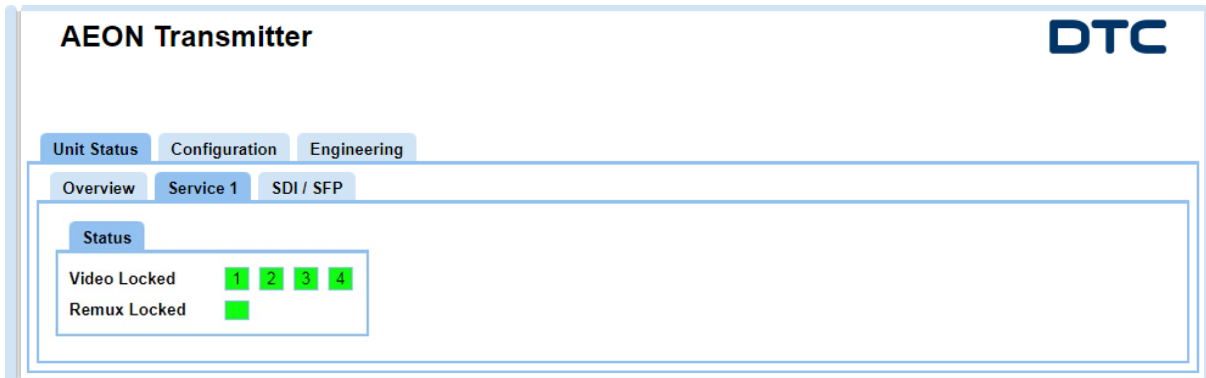 AEON Transmitter
DTC
Unit Status Configuration Engineering
Overview Service 1 SDI / SFP
Status
Video Locked 1 2 3 4
Remux Locked